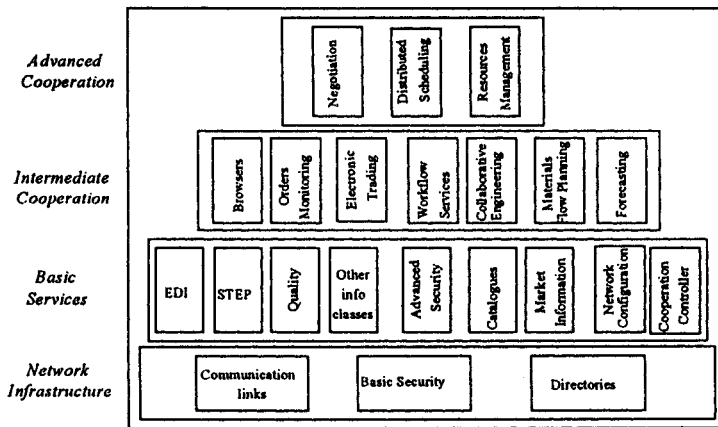 Advanced
Cooperation
Negotiation
Distributed
Scheduling
Resources
Management
Intermediate
Cooperation
Browsers
Orders
Monitoring
Electronic
Trading
Workflow
Services
Collaborative
Engineering
Materials
Flow Planning
Forecasting
Basic
Services
EDI
STEP
Quality
Other
info
classes
Advanced
Security
Catalogues
Market
Information
Network
Configuration
Cooperation
Controller
Network
Infrastructure
Communication
links
Basic Security
Directories